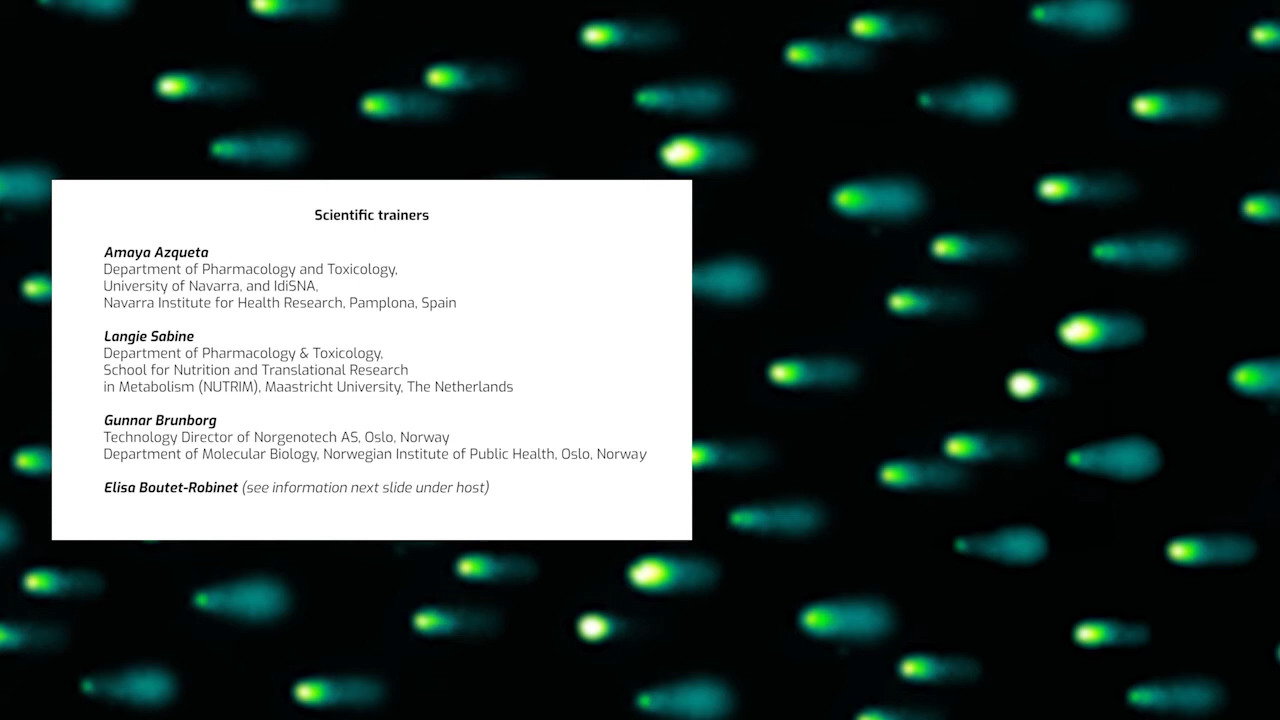 Scientific trainers
Amaya Azqueta
Department of Pharmacology and Toxicology,
University of Navarra, and IdiSNA,
Navarra Institute for Health Research, Pamplona, Spain
Langie Sabine
Department of Pharmacology & Toxicology,
School for Nutrition and Translational Research
in Metabolism (NUTRIM), Maastricht University, The Netherlands
Gunnar Brunborg
Technology Director of Norgenotech AS, Oslo, Norway
Department of Molecular Biology, Norwegian Institute of Public Health, Oslo, Norway
Elisa Boutet-Robinet (see information next slide under host)